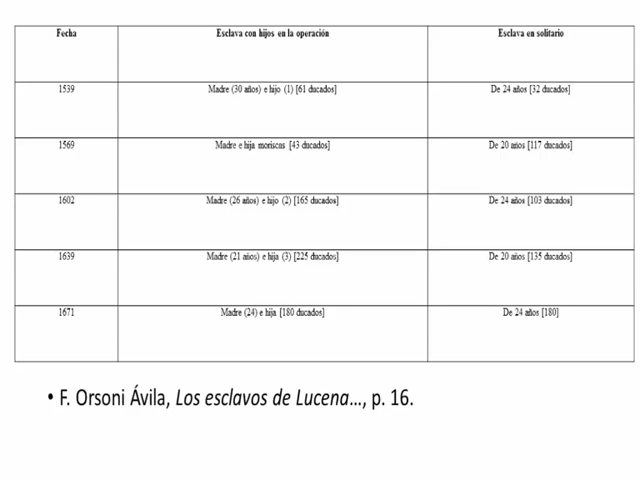 Fecha Esclava con hijos en la operación Esclava en solitario
1539 Madre (30 años) e hijo (1) [61 ducados] De 24 años [32 ducados]
1569 Madre e hija moriscas [43 ducados] De 20 años [117 ducados]
1602 Madre (26 años) e hijo (2) [165 ducados] De 24 años [103 ducados]
1639 Madre (21 años) e hija (3) [225 ducados] De 20 años [135 ducados]
1671 Madre (24) e hija [180 ducados] De 24 años [180]
• F. Orsoni Ávila, Los esclavos de Lucena…, p. 16.